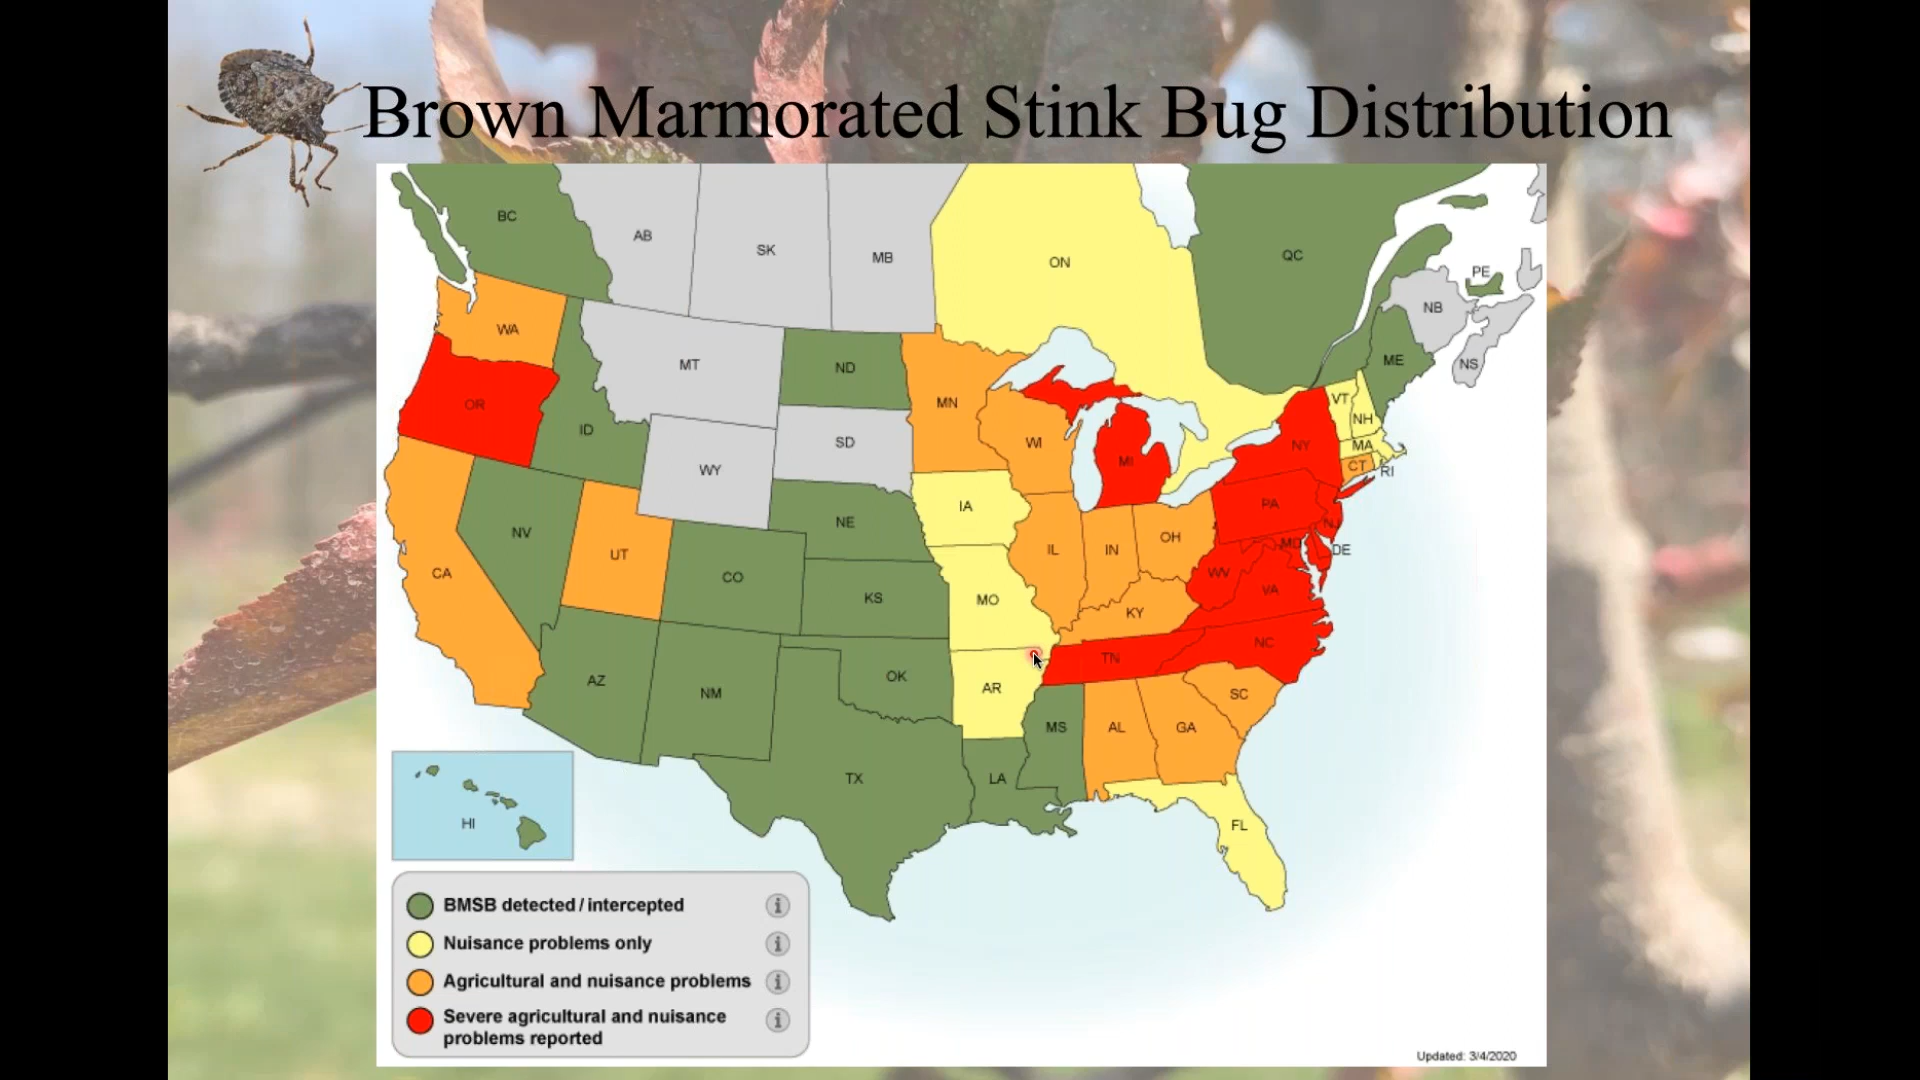 Brown Marmorated Stink Bug Distribution
BC
AB
SK
MB
ON
QC
PE
NB
NS
WA
MT
ND
MN
ME
OR
ID
SD
WI
MI
VT
NH
NY
MA
CT
RI
WY
IA
PA
NV
UT
NE
IL
IN
OH
NJ
MD
DE
CA
CO
KS
MO
WV
VA
KY
NC
TN
AZ
NM
OK
AR
SC
MS
AL
GA
TX
LA
FL
HI
BMSB detected / intercepted
i
Nuisance problems only
i
Agricultural and nuisance problems
i
Severe agricultural and nuisance
problems reported
i
Updated: 3/4/2020